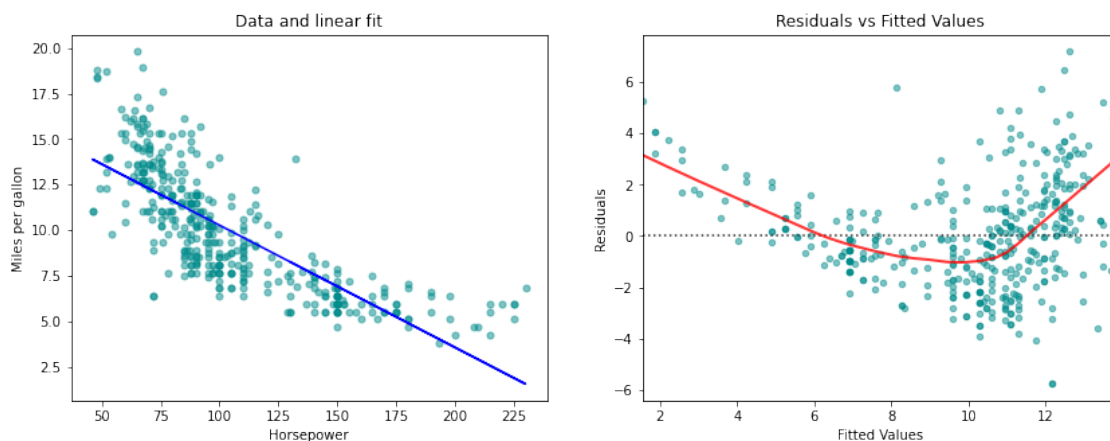 Data and linear fit
20.0
17.5
15.0
12.5
10.0
7.5
5.0
2.5
Miles per gallon
50 75 100 125 150 175 200 225
Horsepower
Residuals vs Fitted Values
6
4
2
0
−2
−4
−6
Residuals
2 4 6 8 10 12
Fitted Values